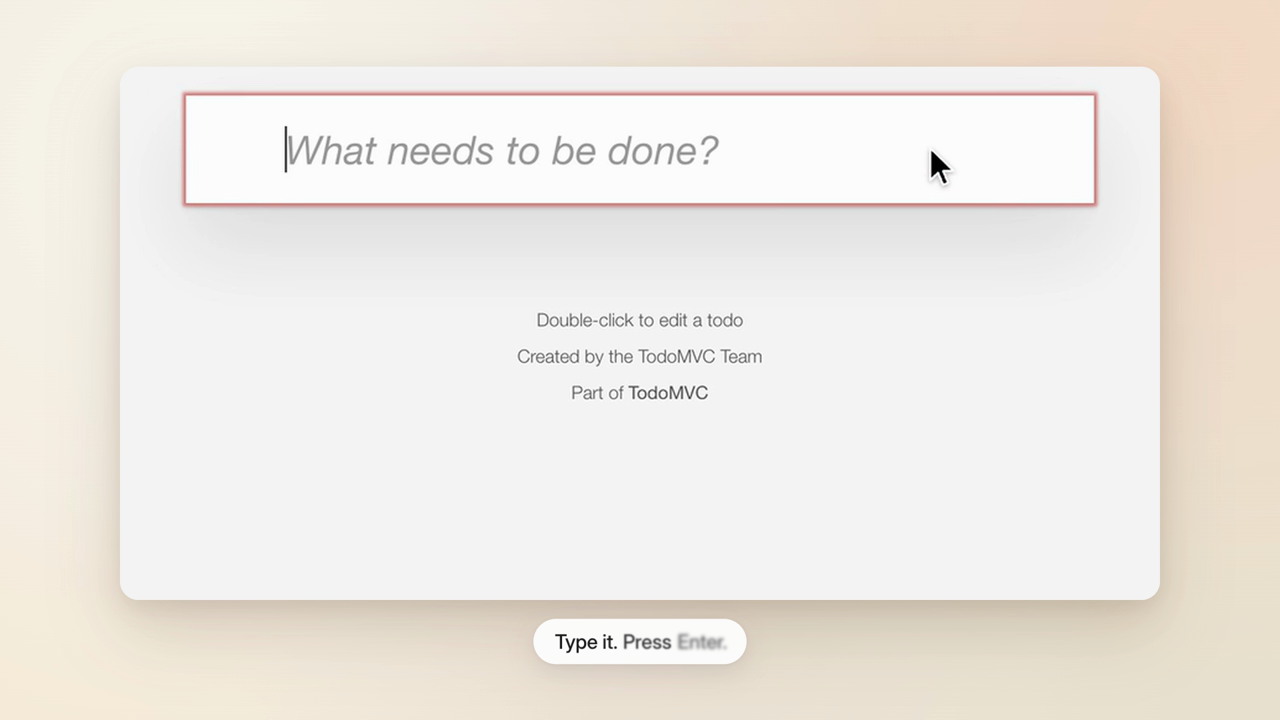 What needs to be done?
Double-click to edit a todo
Created by the TodoMVC Team
Part of TodoMVC
Type it. Press Enter.